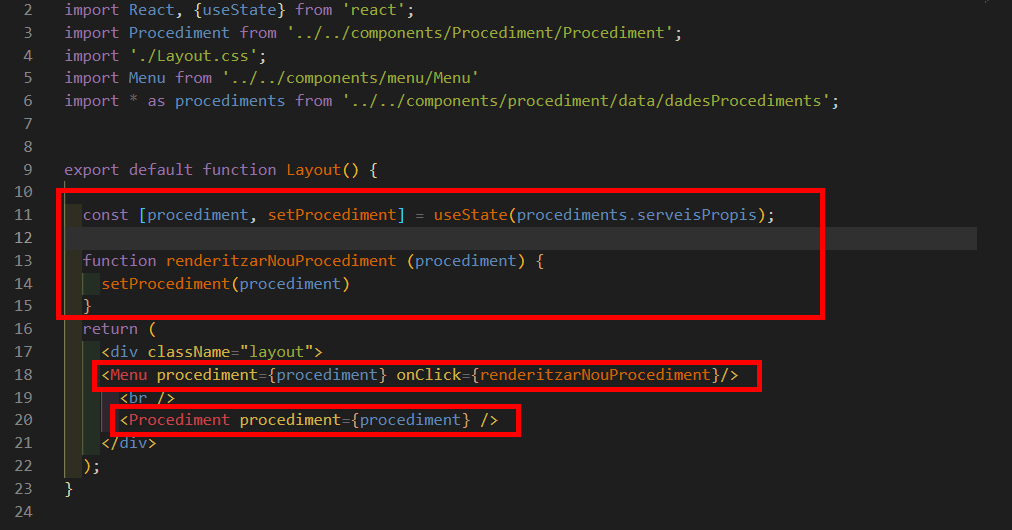 2 import React, {useState} from 'react';
3 import Procediment from '../../components/Procediment/Procediment';
4 import './Layout.css';
5 import Menu from '../../components/menu/Menu'
6 import * as procediments from '../../components/procediment/data/dadesProcediments';
7
8
9 export default function Layout() {
10
11 const [procediment, setProcediment] = useState(procediments.serveisPropis);
12
13 function renderitzarNouProcediment (procediment) {
14 setProcediment(procediment)
15 }
16 return (
17 <div className="layout">
18 <Menu procediment={procediment} onClick={renderitzarNouProcediment}/>
19 <br />
20 <Procediment procediment={procediment} />
21 </div>
22 );
23 }
24